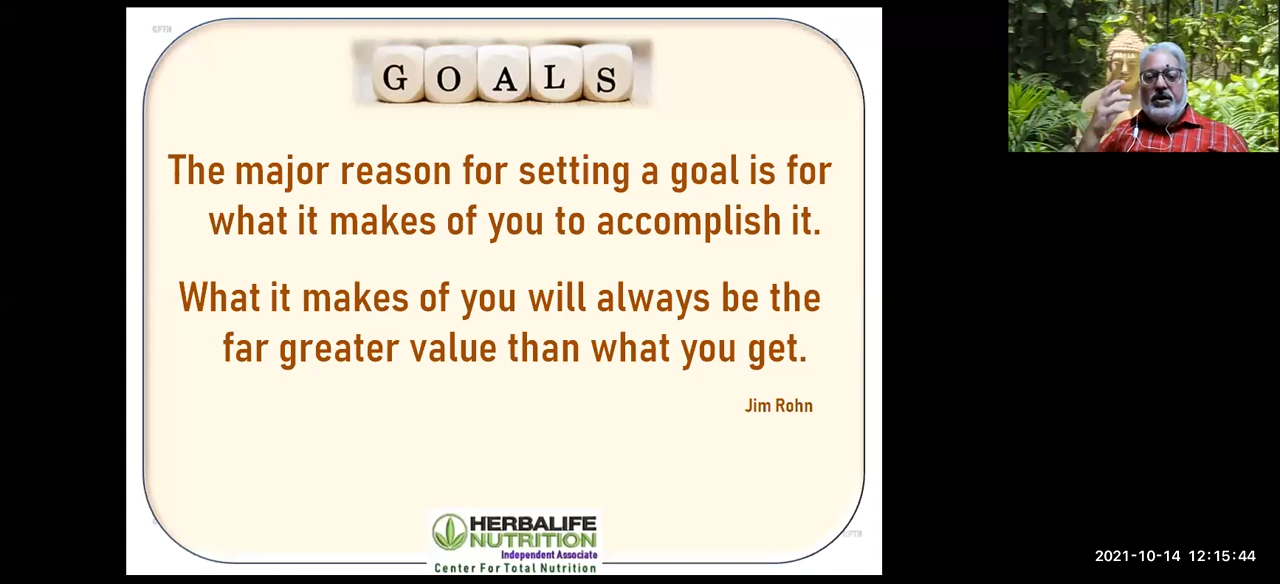 GFTN
GOALS
The major reason for setting a goal is for
what it makes of you to accomplish it.
What it makes of you will always be the
far greater value than what you get.
Jim Rohn
HERBALIFE
NUTRITION
Independent Associate
Center For Total Nutrition
GFTN
2021-10-14 12:15:44